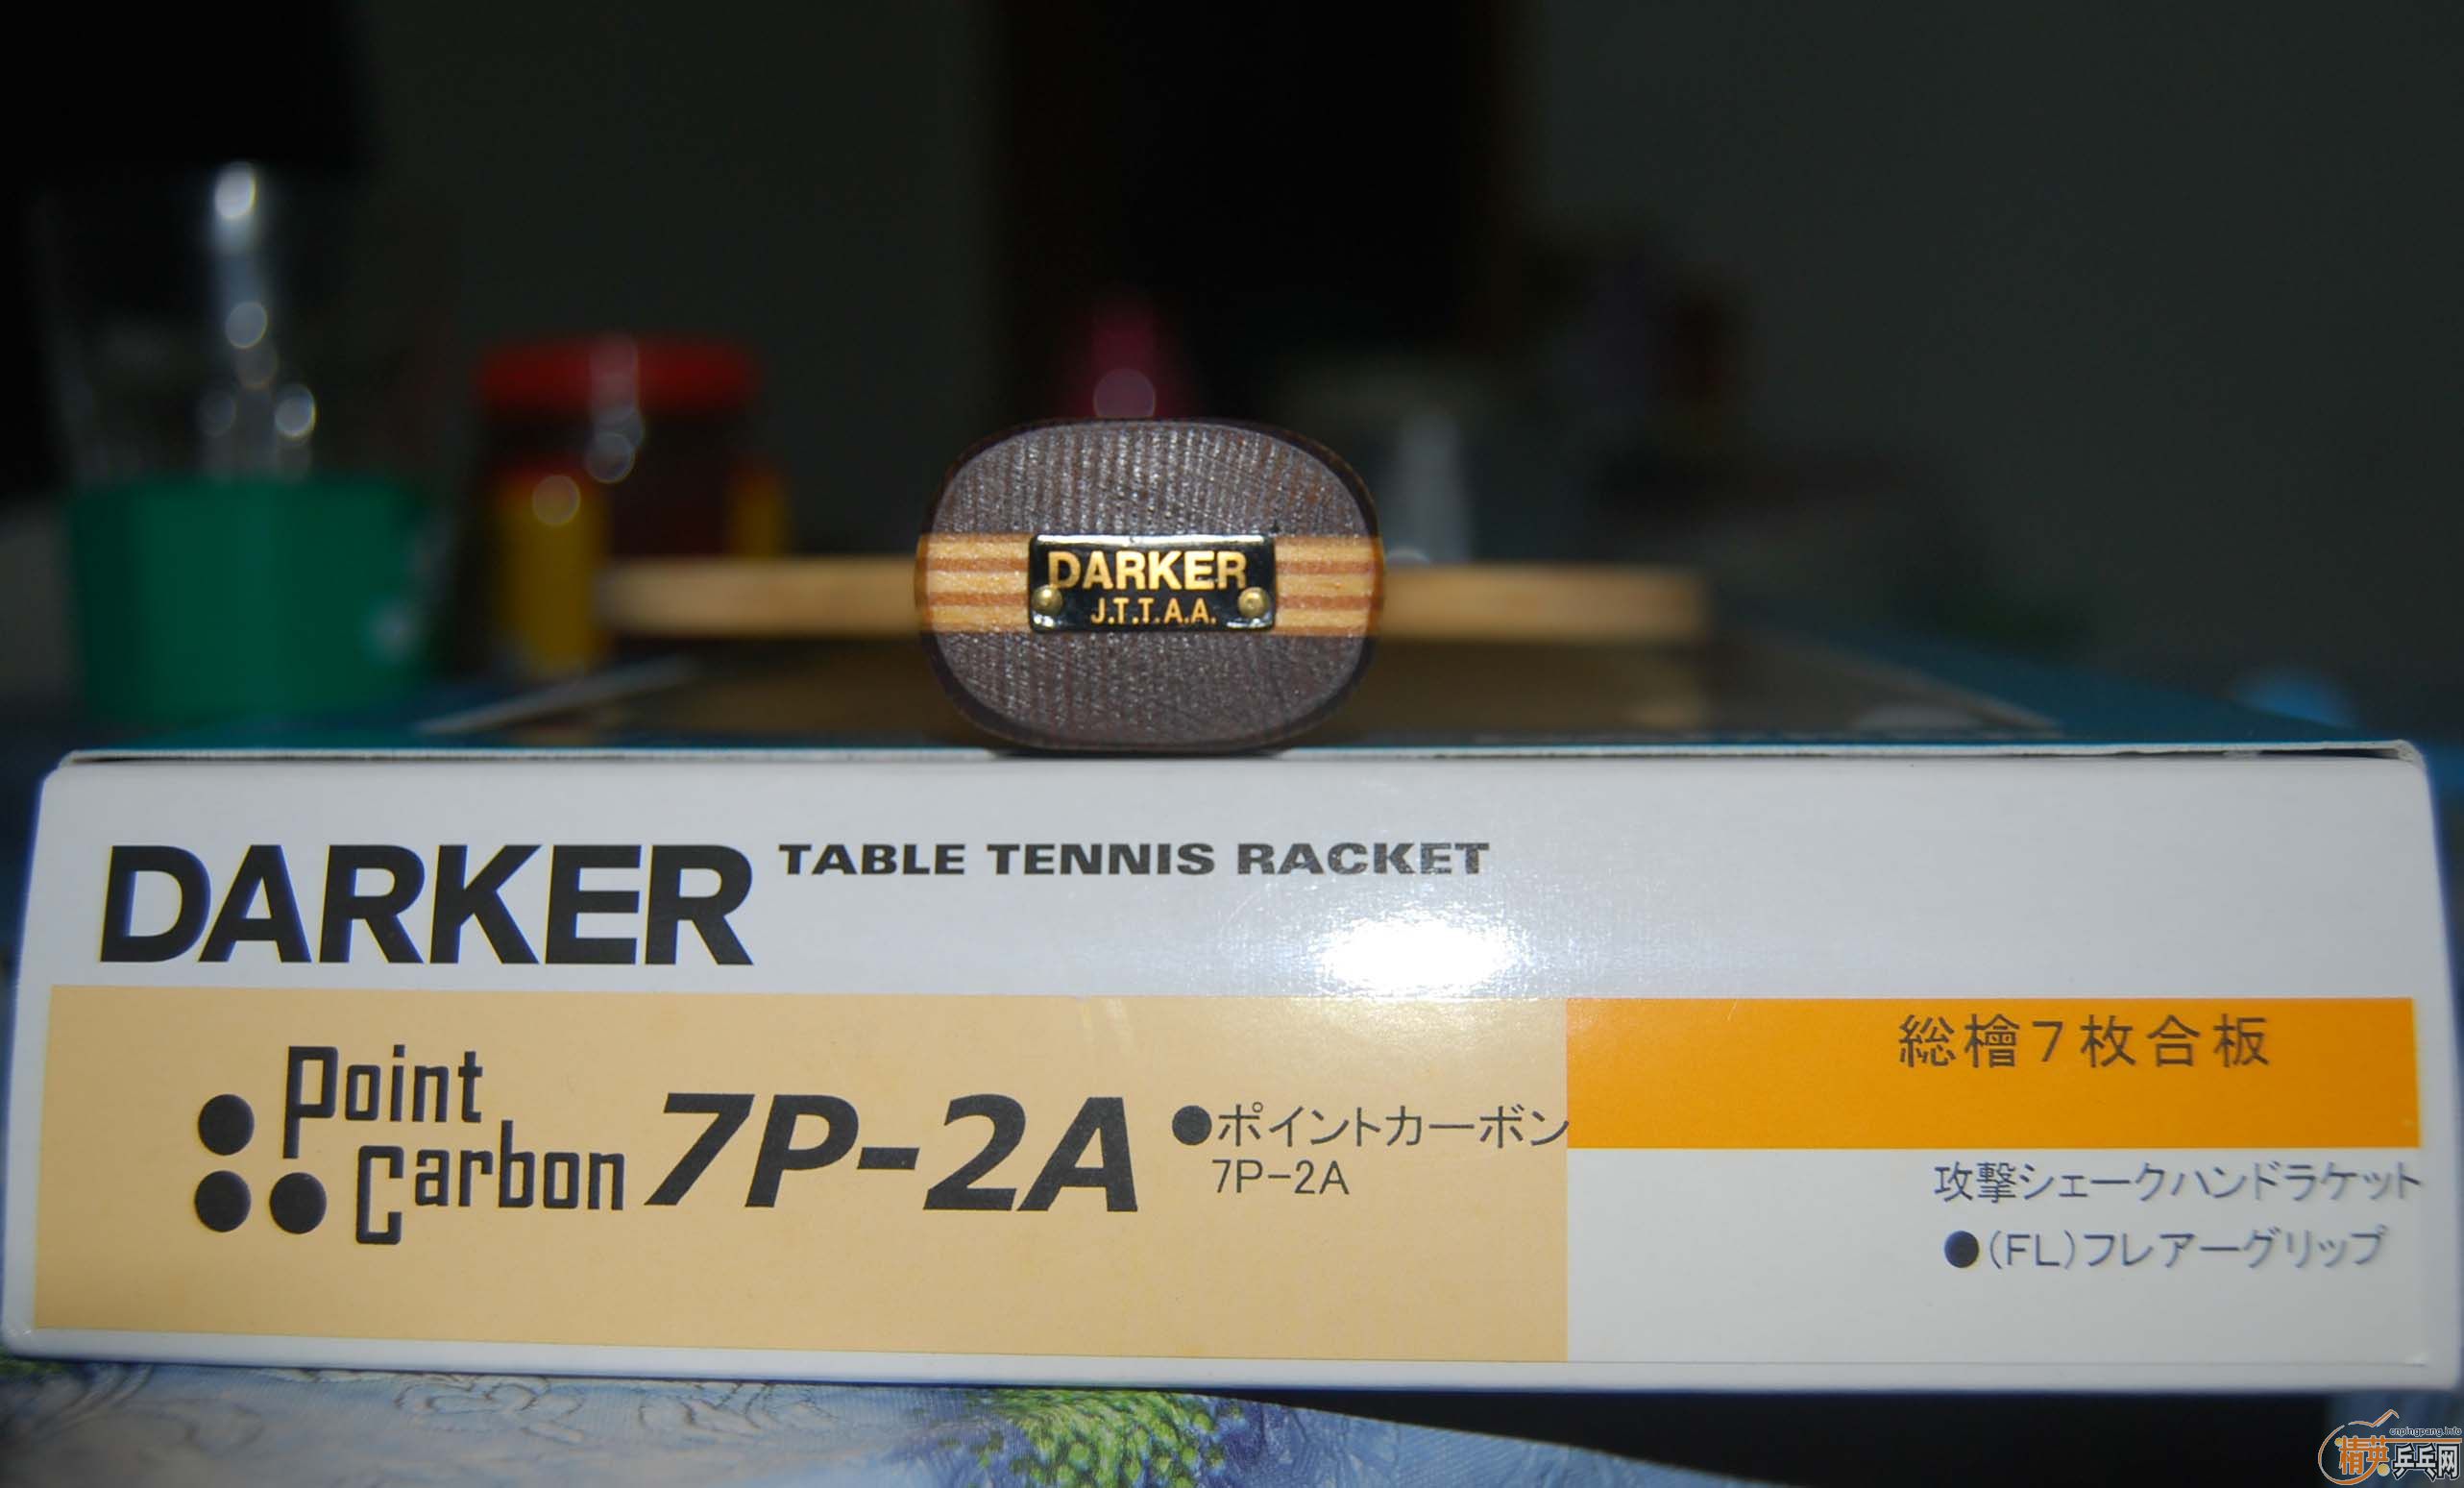 DARKER
J.T.T.A.A.
DARKER TABLE TENNIS RACKET
Point
Carbon 7P-2A
●ポイントカーボン
7P-2A
総檜7枚合板
攻撃シェークハンドラケット
●(FL)フレアーグリップ
cnpingpang.info
精英乒乓网